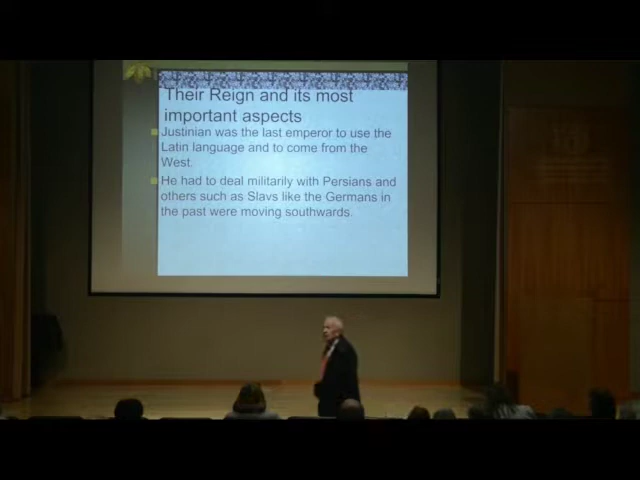 Their Reign and its most
important aspects
Justinian was the last emperor to use the
Latin language and to come from the
West.
He had to deal militarily with Persians and
others such as Slavs like the Germans in
the past were moving southwards.